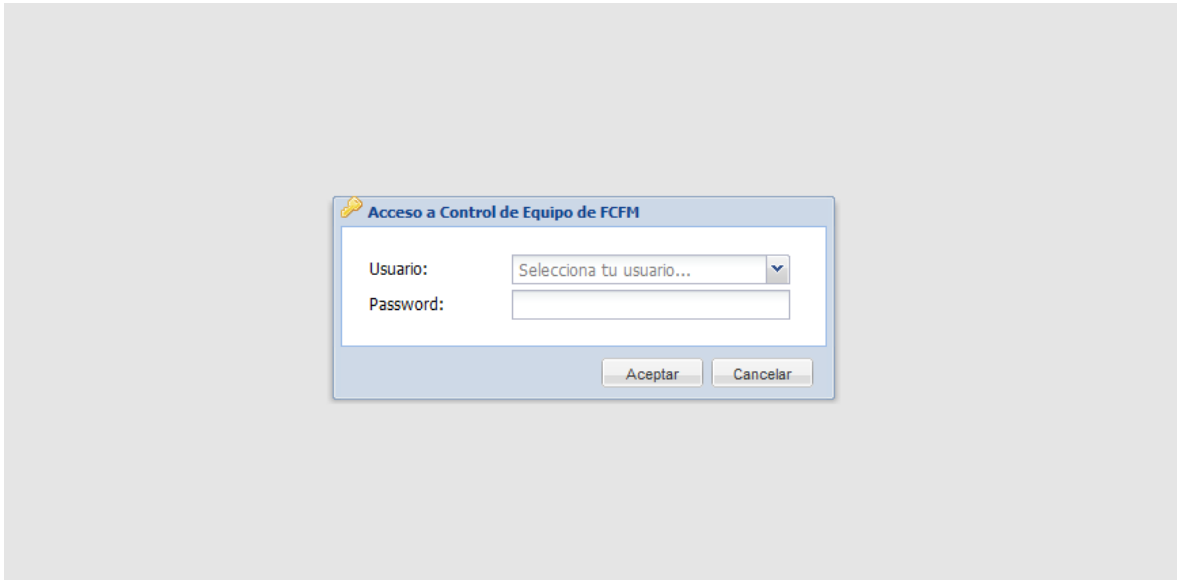 Acceso a Control de Equipo de FCFM
Usuario: Selecciona tu usuario...
Password:
Aceptar Cancelar